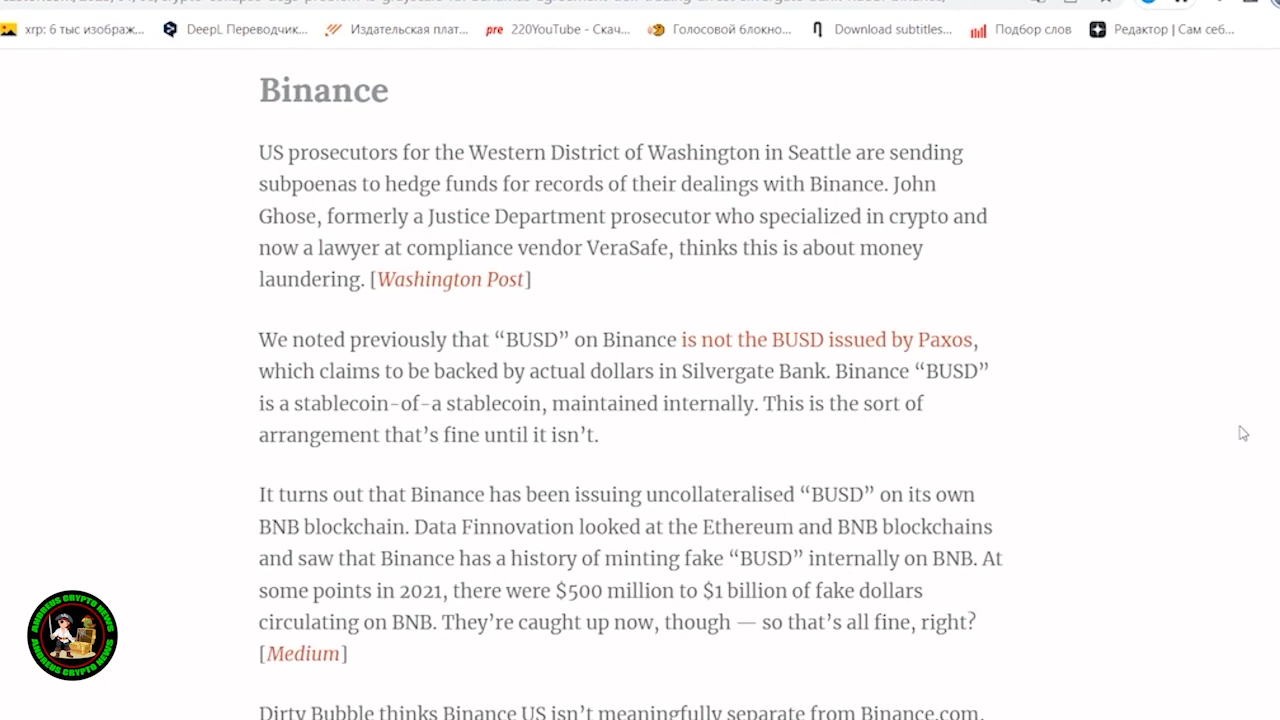 xrp: 6 тыс изображ...
DeepL Переводчик...
Издательская плат...
pre 220YouTube - Скач...
Голосовой блокно...
Download subtitles...
Подбор слов
Редактор | Сам себ...
Binance
US prosecutors for the Western District of Washington in Seattle are sending
subpoenas to hedge funds for records of their dealings with Binance. John
Ghose, formerly a Justice Department prosecutor who specialized in crypto and
now a lawyer at compliance vendor VeraSafe, thinks this is about money
laundering. [Washington Post]
We noted previously that “BUSD” on Binance is not the BUSD issued by Paxos,
which claims to be backed by actual dollars in Silvergate Bank. Binance “BUSD”
is a stablecoin-of-a stablecoin, maintained internally. This is the sort of
arrangement that’s fine until it isn’t.
It turns out that Binance has been issuing uncollateralised “BUSD” on its own
BNB blockchain. Data Finnovation looked at the Ethereum and BNB blockchains
and saw that Binance has a history of minting fake “BUSD” internally on BNB. At
some points in 2021, there were $500 million to $1 billion of fake dollars
circulating on BNB. They’re caught up now, though — so that’s all fine, right?
[Medium]
ANDREUS CRYPTO NEWS
ANDREUS CRYPTO NEWS
Dirty Bubble thinks Binance US isn’t meaningfully separate from Binance.com.